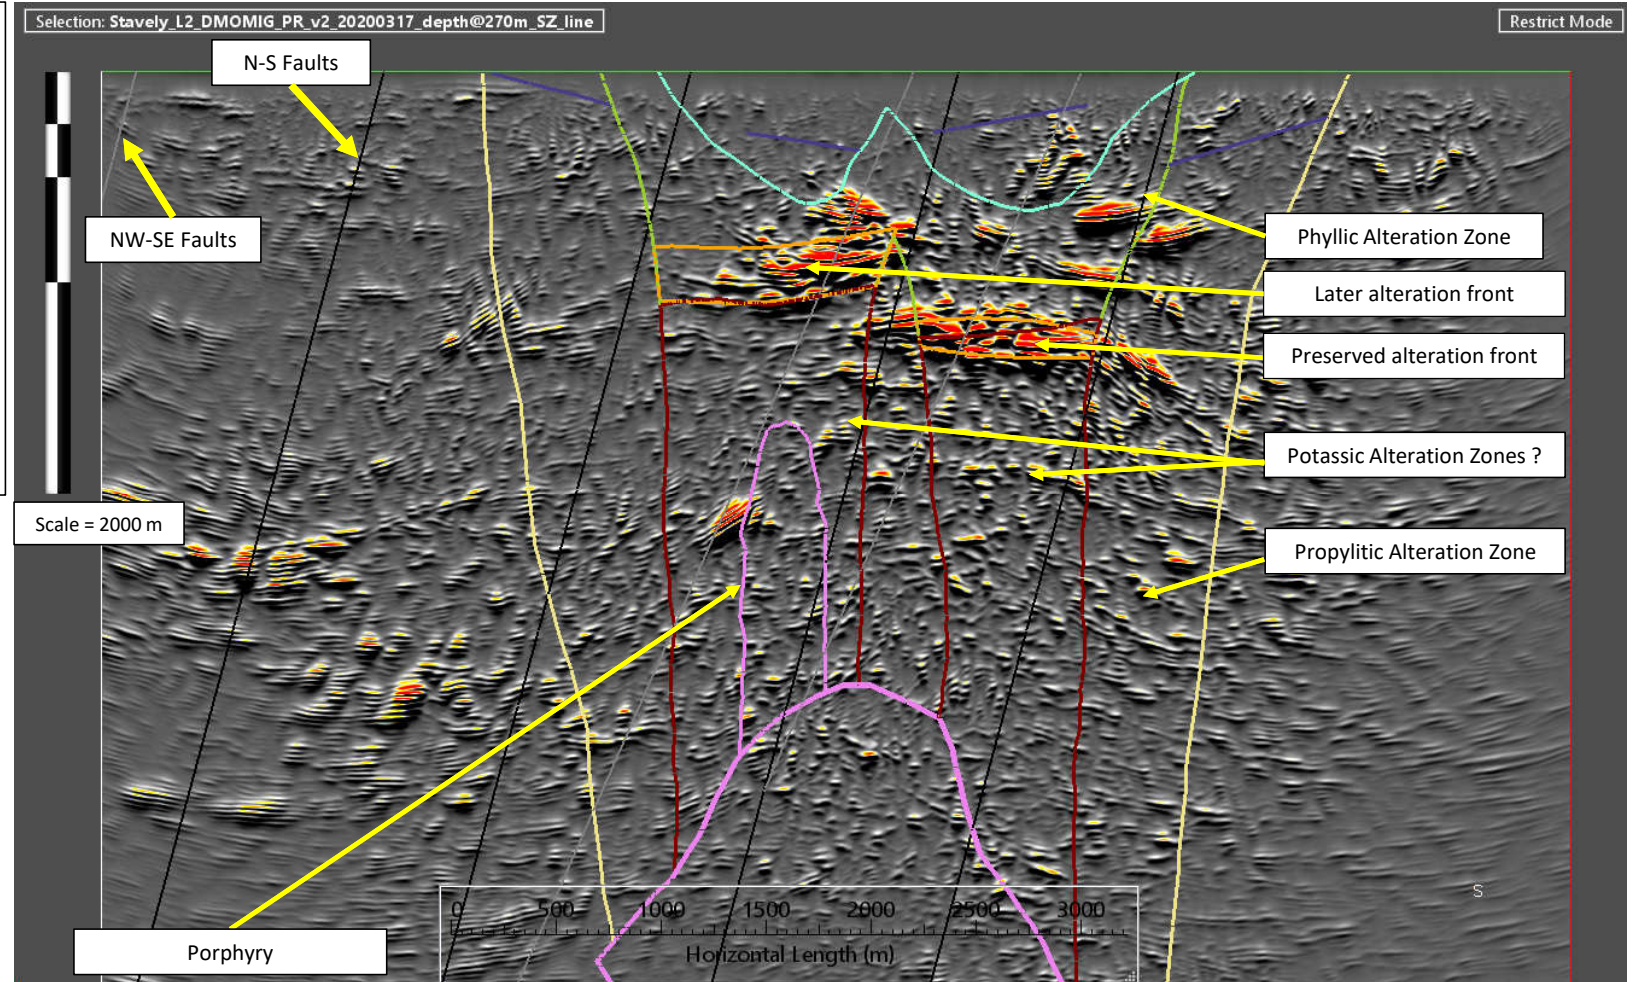 Selection: Stavely_L2_DMOMIG_PR_v2_20200317_depth@270m_SZ_line
Restrict Mode
N-S Faults
NW-SE Faults
Phyllic Alteration Zone
Later alteration front
Preserved alteration front
Potassic Alteration Zones ?
Scale = 2000 m
Propylitic Alteration Zone
S
0 500 1000 1500 2000 2500 3000
Horizontal Length (m)
Porphyry